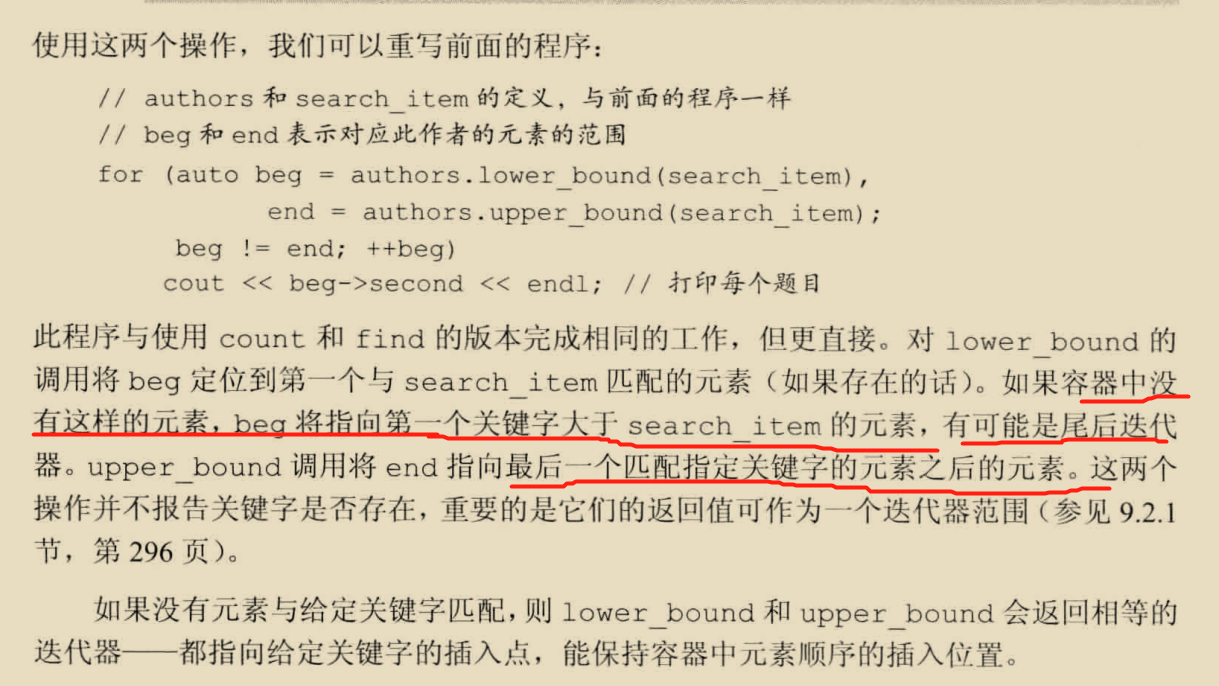 使用这两个操作，我们可以重写前面的程序：
// authors 和 search_item 的定义，与前面的程序一样
// beg 和 end 表示对应此作者的元素的范围
for (auto beg = authors.lower_bound(search_item),
end = authors.upper_bound(search_item);
beg != end; ++beg)
cout << beg->second << endl; // 打印每个题目
此程序与使用 count 和 find 的版本完成相同的工作，但更直接。对 lower_bound 的
调用将 beg 定位到第一个与 search_item 匹配的元素（如果存在的话）。如果容器中没
有这样的元素，beg 将指向第一个关键字大于 search_item 的元素，有可能是尾后迭代
器。upper_bound 调用将 end 指向最后一个匹配指定关键字的元素之后的元素。这两个
操作并不报告关键字是否存在，重要的是它们的返回值可作为一个迭代器范围（参见 9.2.1
节，第 296 页）。
如果没有元素与给定关键字匹配，则 lower_bound 和 upper_bound 会返回相等的
迭代器——都指向给定关键字的插入点，能保持容器中元素顺序的插入位置。